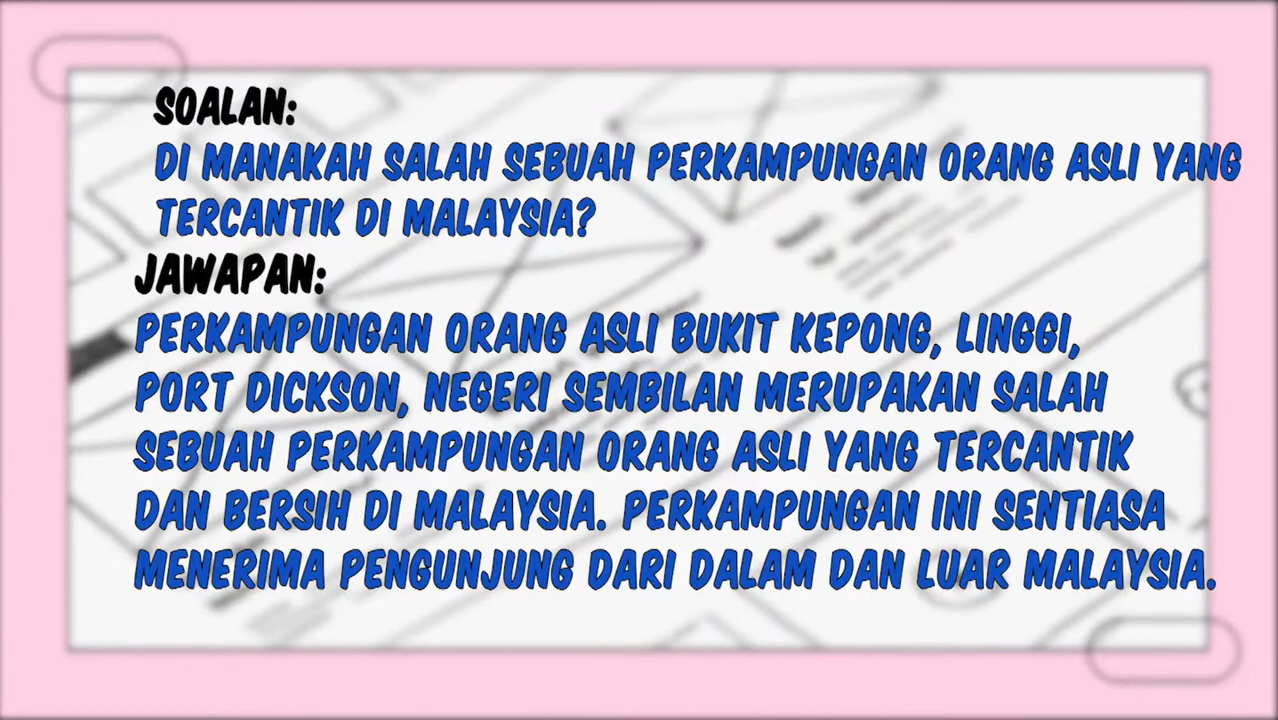 SOALAN:
DI MANAKAH SALAH SEBUAH PERKAMPUNGAN ORANG ASLI YANG
TERCANTIK DI MALAYSIA?
JAWAPAN:
PERKAMPUNGAN ORANG ASLI BUKIT KEPONG, LINGGI,
PORT DICKSON, NEGERI SEMBILAN MERUPAKAN SALAH
SEBUAH PERKAMPUNGAN ORANG ASLI YANG TERCANTIK
DAN BERSIH DI MALAYSIA. PERKAMPUNGAN INI SENTIASA
MENERIMA PENGUNJUNG DARI DALAM DAN LUAR MALAYSIA.